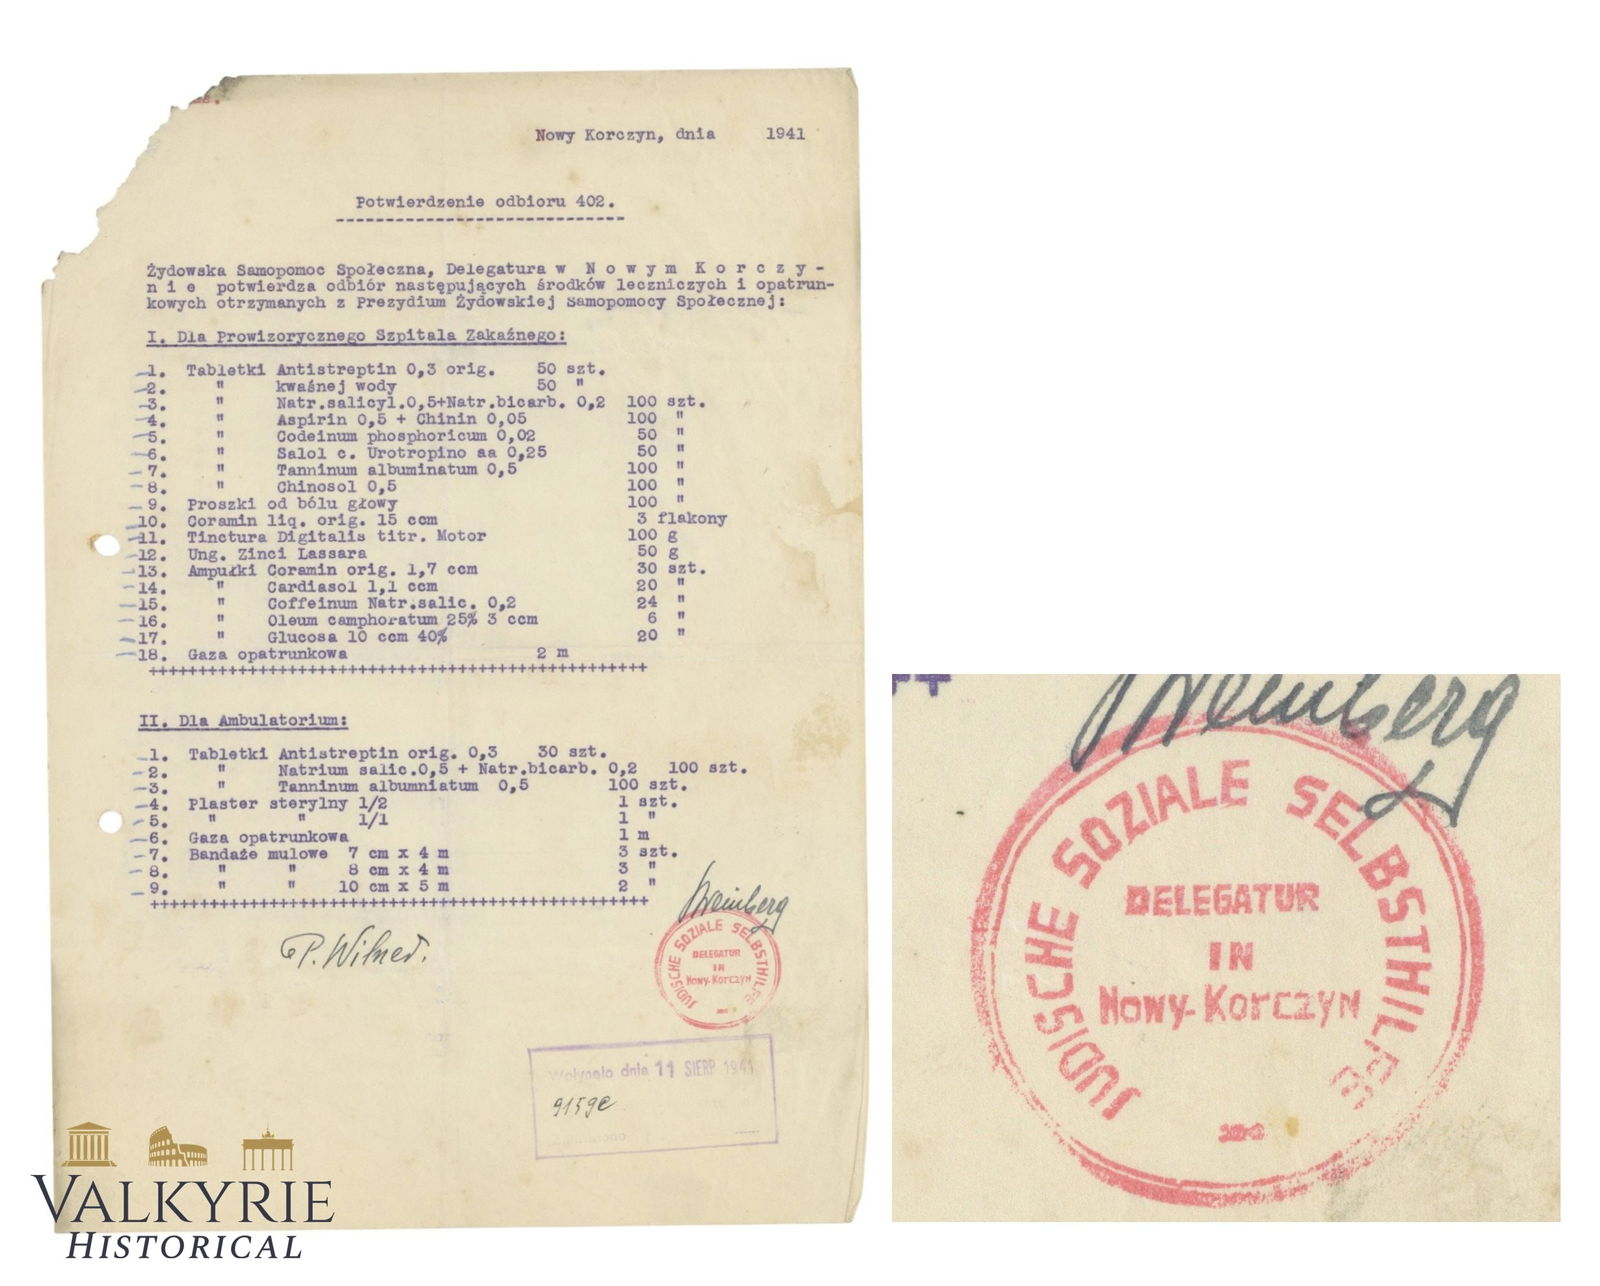 Nowy Korczyn, dnia 1941
Potwierdzenie odbioru 402.
Żydowska Samopomoc Społeczna, Delegatura w N o w y m K o r c z y -
n i e potwierdza odbiór następujących środków leczniczych i opatrun-
kowych otrzymanych z Prezydium Żydowskiej Samopomocy Społecznej:
I. Dla Prowizorycznego Szpitala Zakaźnego:
1. Tabletki Antistreptin 0,3 orig. 50 szt.
2. " kwaśnej wody 50 "
3. " Natr.salicyl.0,5+Natr.bicarb. 0,2 100 szt.
4. " Aspirin 0,5 + Chinin 0,05 100 "
5. " Codeinum phosphoricum 0,02 50 "
6. " Salol c. Urotropino aa 0,25 50 "
7. " Tanninum albuminatum 0,5 100 "
8. " Chinosol 0,5 100 "
9. Proszki od bólu głowy 100 "
10. Coramin liq. orig. 15 ccm 3 flakony
11. Tinctura Digitalis titr. Motor 100 g
12. Ung. Zinci Lassara 50 g
13. Ampułki Coramin orig. 1,7 ccm 30 szt.
14. " Cardiasol 1,1 ccm 20 "
15. " Coffeinum Natr.salic. 0,2 24 "
16. " Oleum camphoratum 25% 3 ccm 6 "
17. " Glucosa 10 ccm 40% 20 "
18. Gaza opatrunkowa 2 m
II. Dla Ambulatorium:
1. Tabletki Antistreptin orig. 0,3 30 szt.
2. " Natrium salic.0,5 + Natr.bicarb. 0,2 100 szt.
3. " Tanninum albumniatum 0,5 100 szt.
4. Plaster sterylny 1/2 1 szt.
5. " " 1/1 1 "
6. Gaza opatrunkowa 1 m
7. Bandaże mulowe 7 cm x 4 m 3 szt.
8. " " 8 cm x 4 m 3 "
9. " " 10 cm x 5 m 2 "
Weinberg
JUDISCHE SOZIALE SELBSTHILFE
DELEGATUR
IN
Nowy-Korczyn
dnia 11 SIERP 1941
VALKYRIE
HISTORICAL
Weinberg
JUDISCHE SOZIALE SELBSTHILFE
DELEGATUR
IN
Nowy-Korczyn